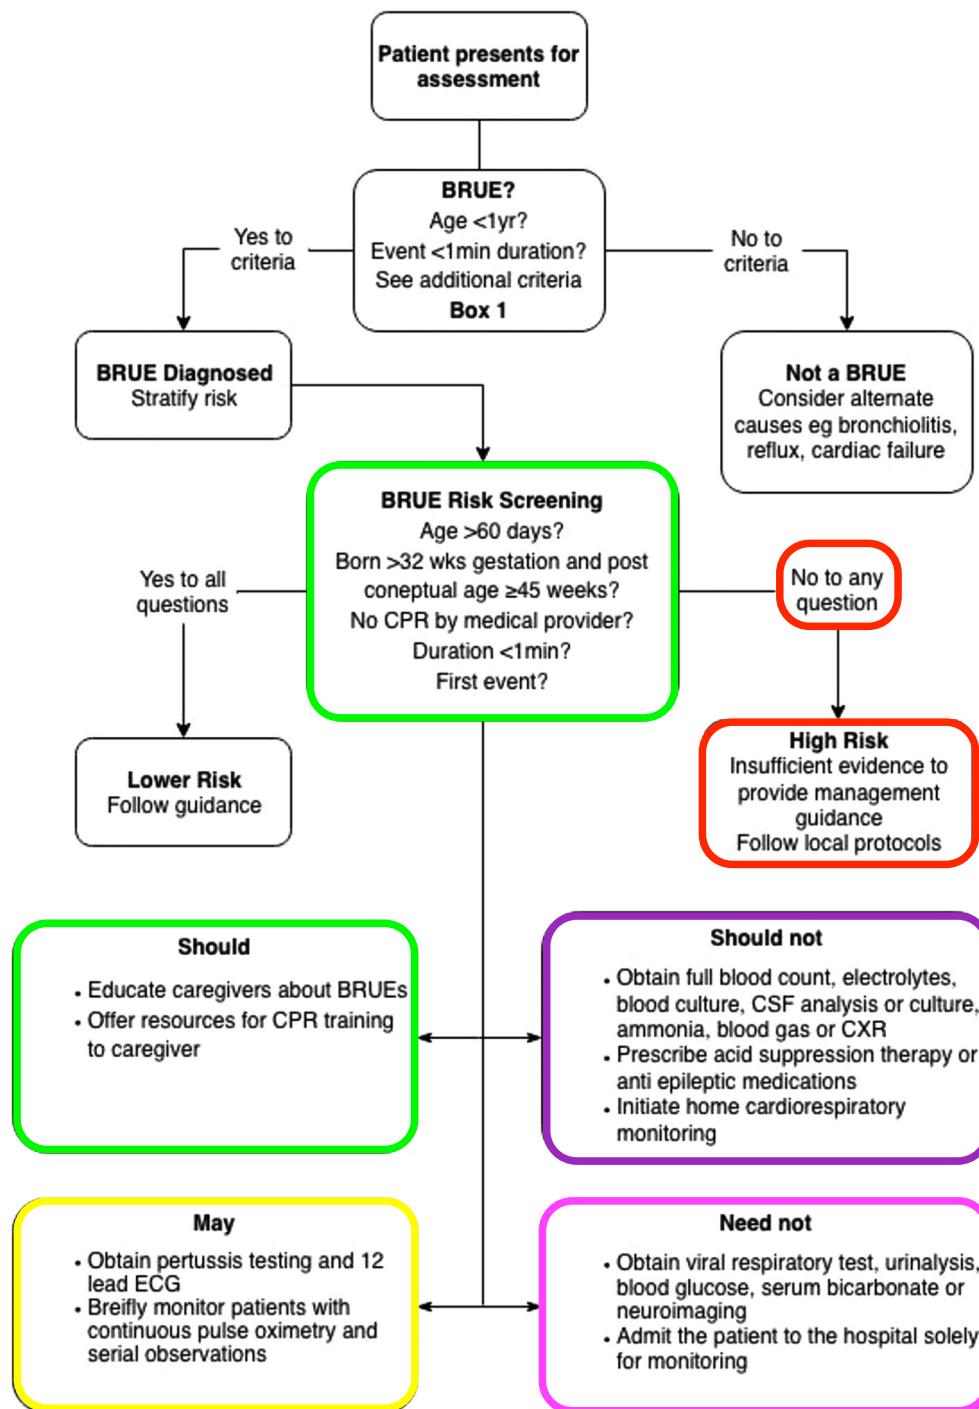 Patient presents for
assessment
BRUE?
Age <1yr?
Event <1min duration?
See additional criteria
Box 1
Yes to
criteria
No to
criteria
BRUE Diagnosed
Stratify risk
Not a BRUE
Consider alternate
causes eg bronchiolitis,
reflux, cardiac failure
BRUE Risk Screening
Age >60 days?
Born >32 wks gestation and post
coneptual age ≥45 weeks?
No CPR by medical provider?
Duration <1min?
First event?
Yes to all
questions
No to any
question
Lower Risk
Follow guidance
High Risk
Insufficient evidence to
provide management
guidance
Follow local protocols
Should
• Educate caregivers about BRUEs
• Offer resources for CPR training
to caregiver
Should not
• Obtain full blood count, electrolytes,
blood culture, CSF analysis or culture,
ammonia, blood gas or CXR
• Prescribe acid suppression therapy or
anti epileptic medications
• Initiate home cardiorespiratory
monitoring
May
• Obtain pertussis testing and 12
lead ECG
• Breifly monitor patients with
continuous pulse oximetry and
serial observations
Need not
• Obtain viral respiratory test, urinalysis,
blood glucose, serum bicarbonate or
neuroimaging
• Admit the patient to the hospital solely
for monitoring